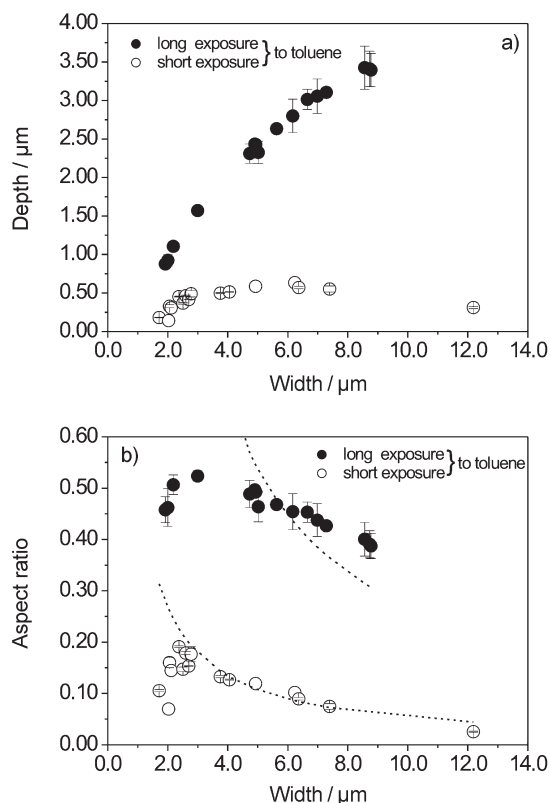 4.00
long exposure } to toluene
a)
short exposure
3.50
3.00
2.50
2.00
1.50
1.00
0.50
0.00
Depth / µm
0.0 2.0 4.0 6.0 8.0 10.0 12.0 14.0
Width / µm
0.60
b)
long exposure } to toluene
short exposure
0.50
0.40
0.30
0.20
0.10
0.00
Aspect ratio
0.0 2.0 4.0 6.0 8.0 10.0 12.0 14.0
Width / µm